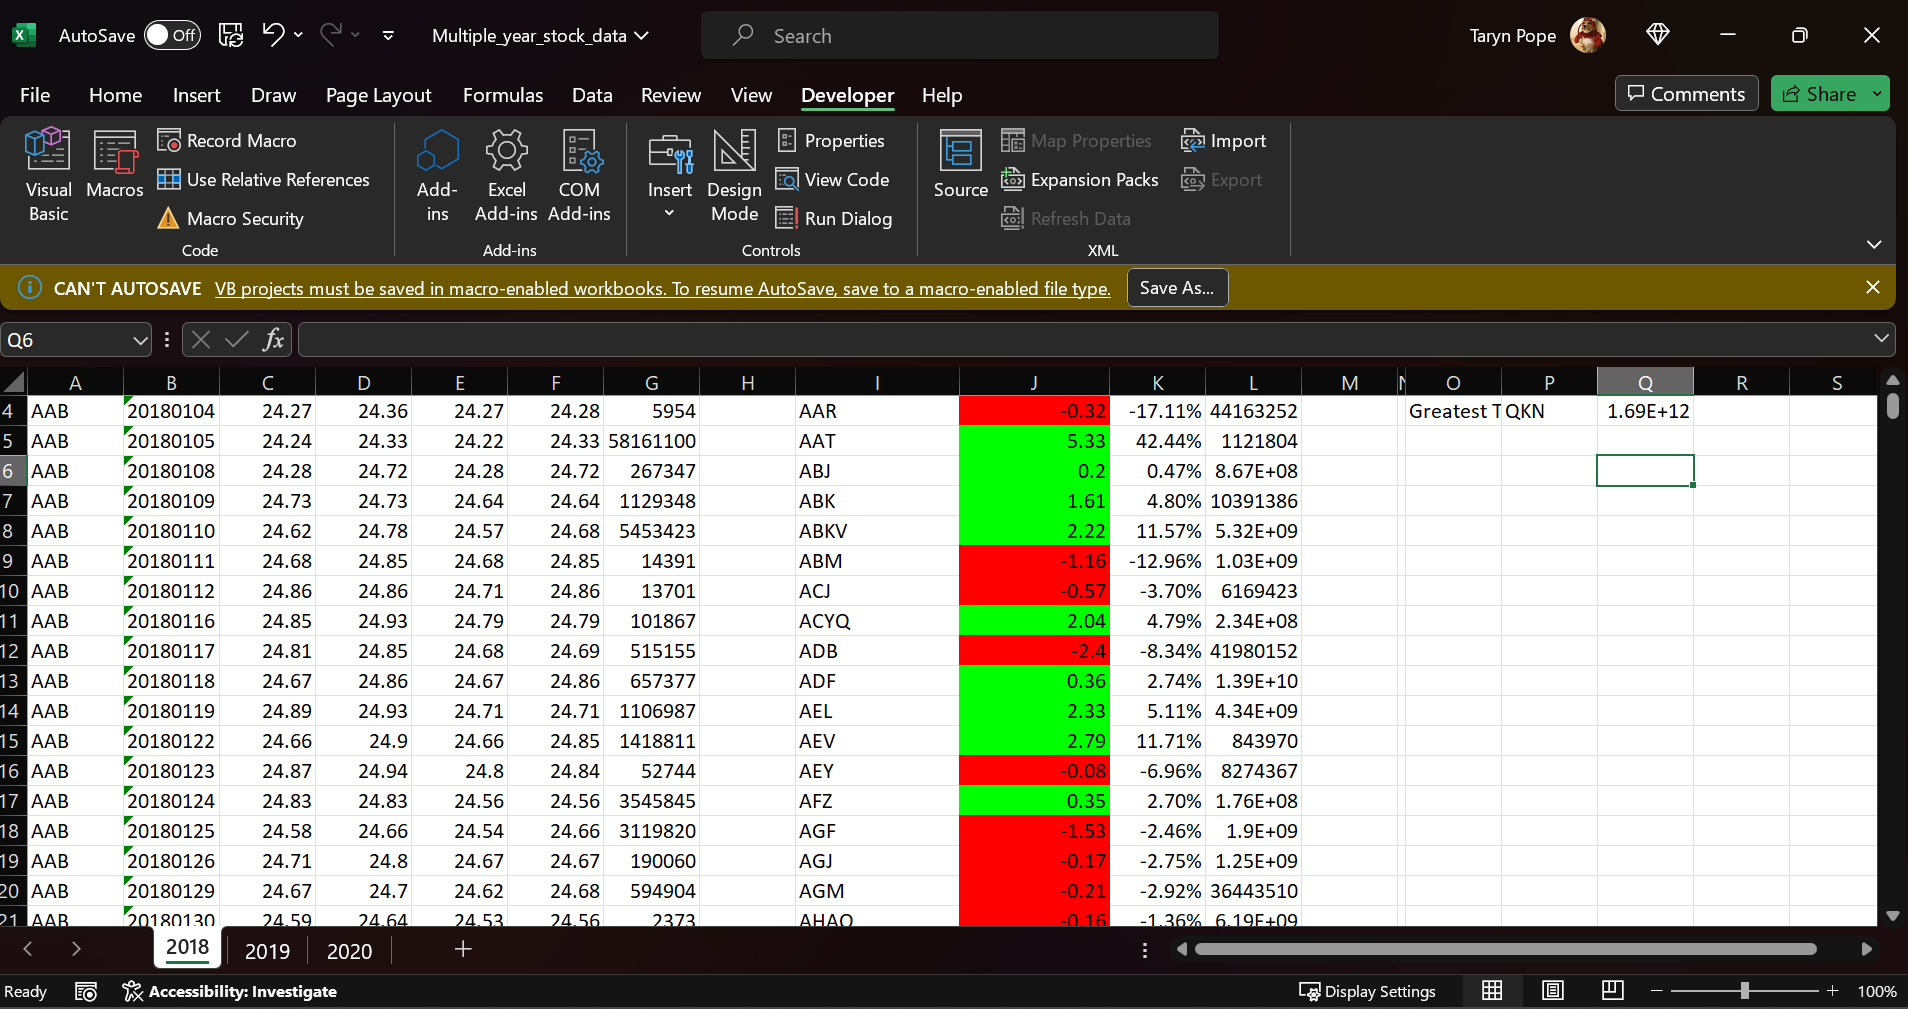 AutoSave Off Multiple_year_stock_data Search Taryn Pope
File Home Insert Draw Page Layout Formulas Data Review View Developer Help Comments Share
Visual Basic Macros Record Macro Use Relative References Macro Security Code
Add-ins Excel Add-ins COM Add-ins Add-ins
Insert Design Mode Properties View Code Run Dialog Controls
Source Map Properties Expansion Packs Refresh Data Import Export XML
CAN'T AUTOSAVE VB projects must be saved in macro-enabled workbooks. To resume AutoSave, save to a macro-enabled file type. Save As...
Q6 fx
A B C D E F G H I J K L M N O P Q R S
4 AAB 20180104 24.27 24.36 24.27 24.28 5954 AAR -0.32 -17.11% 44163252 Greatest T QKN 1.69E+12
5 AAB 20180105 24.24 24.33 24.22 24.33 58161100 AAT 5.33 42.44% 1121804
6 AAB 20180108 24.28 24.72 24.28 24.72 267347 ABJ 0.2 0.47% 8.67E+08
7 AAB 20180109 24.73 24.73 24.64 24.64 1129348 ABK 1.61 4.80% 10391386
8 AAB 20180110 24.62 24.78 24.57 24.68 5453423 ABKV 2.22 11.57% 5.32E+09
9 AAB 20180111 24.68 24.85 24.68 24.85 14391 ABM -1.16 -12.96% 1.03E+09
10 AAB 20180112 24.86 24.86 24.71 24.86 13701 ACJ -0.57 -3.70% 6169423
11 AAB 20180116 24.85 24.93 24.79 24.79 101867 ACYQ 2.04 4.79% 2.34E+08
12 AAB 20180117 24.81 24.85 24.68 24.69 515155 ADB -2.4 -8.34% 41980152
13 AAB 20180118 24.67 24.86 24.67 24.86 657377 ADF 0.36 2.74% 1.39E+10
14 AAB 20180119 24.89 24.93 24.71 24.71 1106987 AEL 2.33 5.11% 4.34E+09
15 AAB 20180122 24.66 24.9 24.66 24.85 1418811 AEV 2.79 11.71% 843970
16 AAB 20180123 24.87 24.94 24.8 24.84 52744 AEY -0.08 -6.96% 8274367
17 AAB 20180124 24.83 24.83 24.56 24.56 3545845 AFZ 0.35 2.70% 1.76E+08
18 AAB 20180125 24.58 24.66 24.54 24.66 3119820 AGF -1.53 -2.46% 1.9E+09
19 AAB 20180126 24.71 24.8 24.67 24.67 190060 AGJ -0.17 -2.75% 1.25E+09
20 AAB 20180129 24.67 24.7 24.62 24.68 594904 AGM -0.21 -2.92% 36443510
21 AAB 20180130 24.59 24.64 24.53 24.56 2373 AHAQ -0.16 -1.36% 6.19E+09
2018 2019 2020
Ready Accessibility: Investigate Display Settings 100%